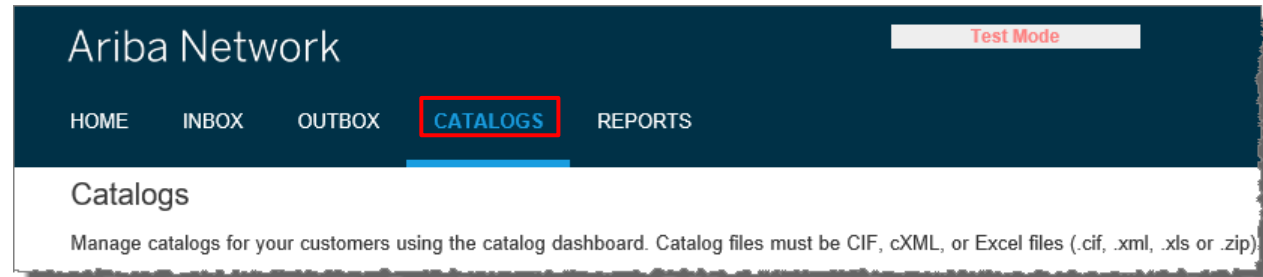 Ariba Network
Test Mode
HOME INBOX OUTBOX CATALOGS REPORTS
Catalogs
Manage catalogs for your customers using the catalog dashboard. Catalog files must be CIF, cXML, or Excel files (.cif, .xml, .xls or .zip)